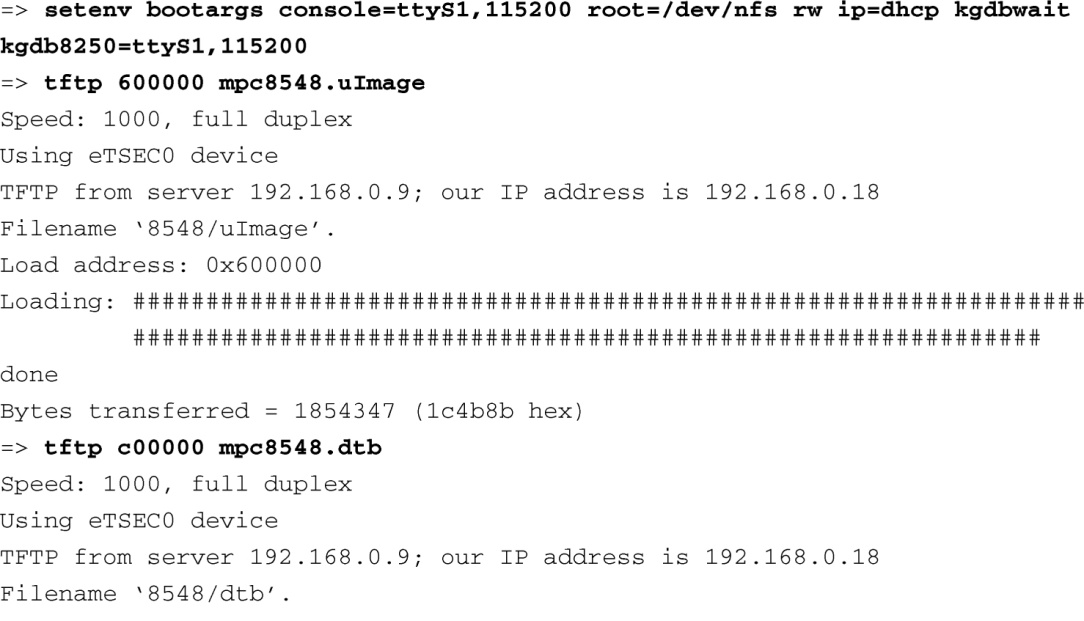 => setenv bootargs console=ttyS1,115200 root=/dev/nfs rw ip=dhcp kgdbwait
kgdb8250=ttyS1,115200
=> tftp 600000 mpc8548.uImage
Speed: 1000, full duplex
Using eTSEC0 device
TFTP from server 192.168.0.9; our IP address is 192.168.0.18
Filename ‘8548/uImage’.
Load address: 0x600000
Loading: #################################################################
##############################################################
done
Bytes transferred = 1854347 (1c4b8b hex)
=> tftp c00000 mpc8548.dtb
Speed: 1000, full duplex
Using eTSEC0 device
TFTP from server 192.168.0.9; our IP address is 192.168.0.18
Filename ‘8548/dtb’.